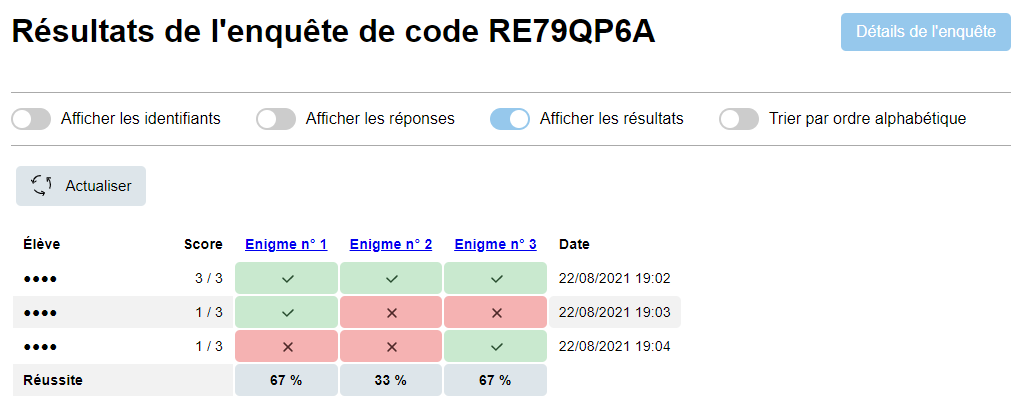 Résultats de l'enquête de code RE79QP6A
Détails de l'enquête
Afficher les identifiants
Afficher les réponses
Afficher les résultats
Trier par ordre alphabétique
Actualiser
Élève Score Enigme n° 1 Enigme n° 2 Enigme n° 3 Date
●●●● 3 / 3 ✓ ✓ ✓ 22/08/2021 19:02
●●●● 1 / 3 ✓ ✕ ✕ 22/08/2021 19:03
●●●● 1 / 3 ✕ ✕ ✓ 22/08/2021 19:04
Réussite 67 % 33 % 67 %